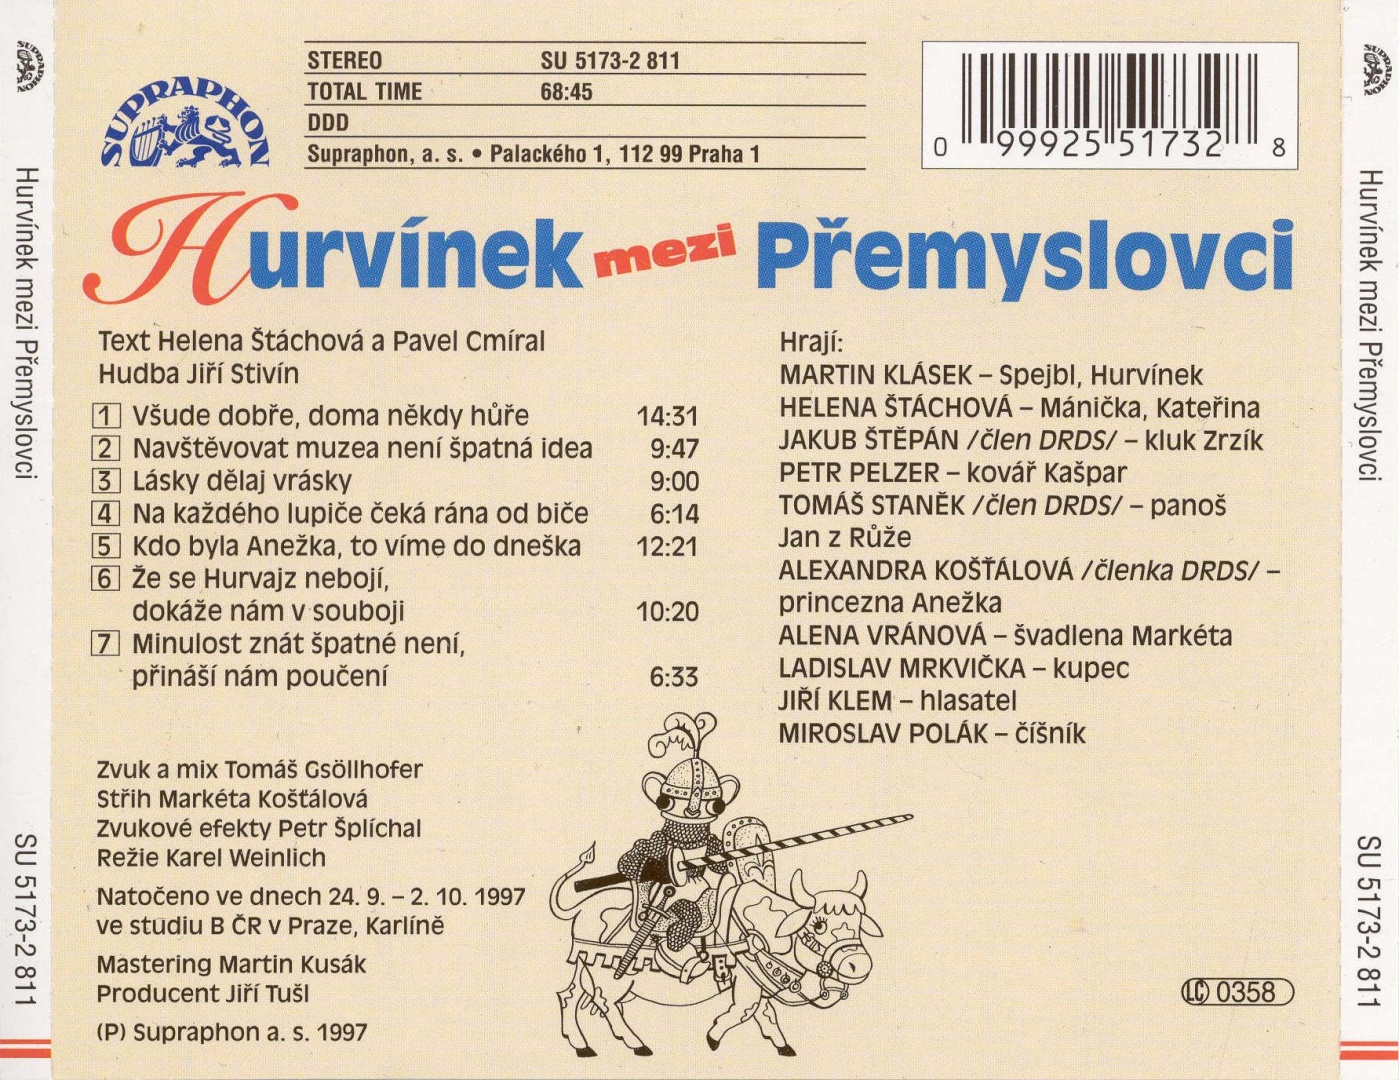 SUPRAPHON
Hurvínek mezi Přemyslovci
SU 5173-2 811
SUPRAPHON
STEREO SU 5173-2 811
TOTAL TIME 68:45
DDD
Supraphon, a. s. • Palackého 1, 112 99 Praha 1
0 99925 51732 8
Hurvínek mezi Přemyslovci
Text Helena Štáchová a Pavel Cmíral
Hudba Jiří Stivín
1 Všude dobře, doma někdy hůře 14:31
2 Navštěvovat muzea není špatná idea 9:47
3 Lásky dělaj vrásky 9:00
4 Na každého lupiče čeká rána od biče 6:14
5 Kdo byla Anežka, to víme do dneška 12:21
6 Že se Hurvajz nebojí,
dokáže nám v souboji 10:20
7 Minulost znát špatné není,
přináší nám poučení 6:33
Zvuk a mix Tomáš Gsöllhofer
Střih Markéta Košťálová
Zvukové efekty Petr Šplíchal
Režie Karel Weinlich
Natočeno ve dnech 24. 9. – 2. 10. 1997
ve studiu B ČR v Praze, Karlíně
Mastering Martin Kusák
Producent Jiří Tušl
(P) Supraphon a. s. 1997
Hrají:
MARTIN KLÁSEK – Spejbl, Hurvínek
HELENA ŠTÁCHOVÁ – Mánička, Kateřina
JAKUB ŠTĚPÁN /člen DRDS/ – kluk Zrzík
PETR PELZER – kovář Kašpar
TOMÁŠ STANĚK /člen DRDS/ – panoš
Jan z Růže
ALEXANDRA KOŠŤÁLOVÁ /členka DRDS/ –
princezna Anežka
ALENA VRÁNOVÁ – švadlena Markéta
LADISLAV MRKVIČKA – kupec
JIŘÍ KLEM – hlasatel
MIROSLAV POLÁK – číšník
LC 0358
SUPRAPHON
Hurvínek mezi Přemyslovci
SU 5173-2 811